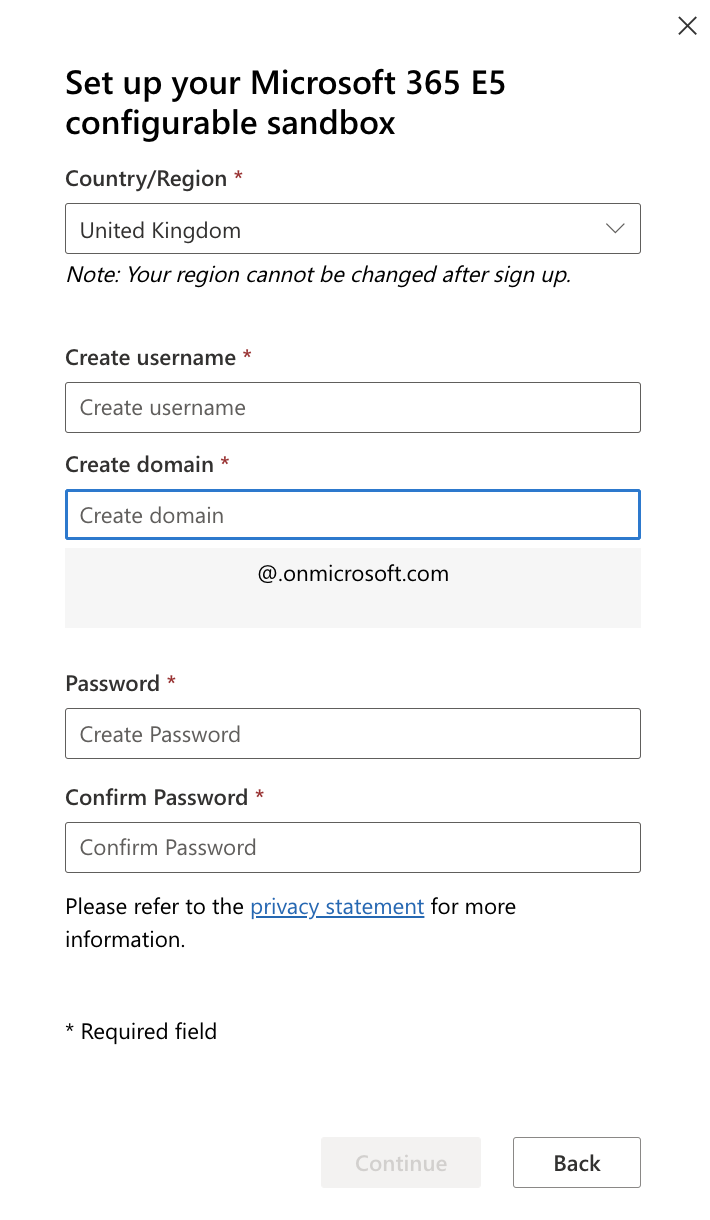 Set up your Microsoft 365 E5
configurable sandbox
Country/Region *
United Kingdom
Note: Your region cannot be changed after sign up.
Create username *
Create username
Create domain *
Create domain
@.onmicrosoft.com
Password *
Create Password
Confirm Password *
Confirm Password
Please refer to the privacy statement for more
information.
* Required field
Continue
Back